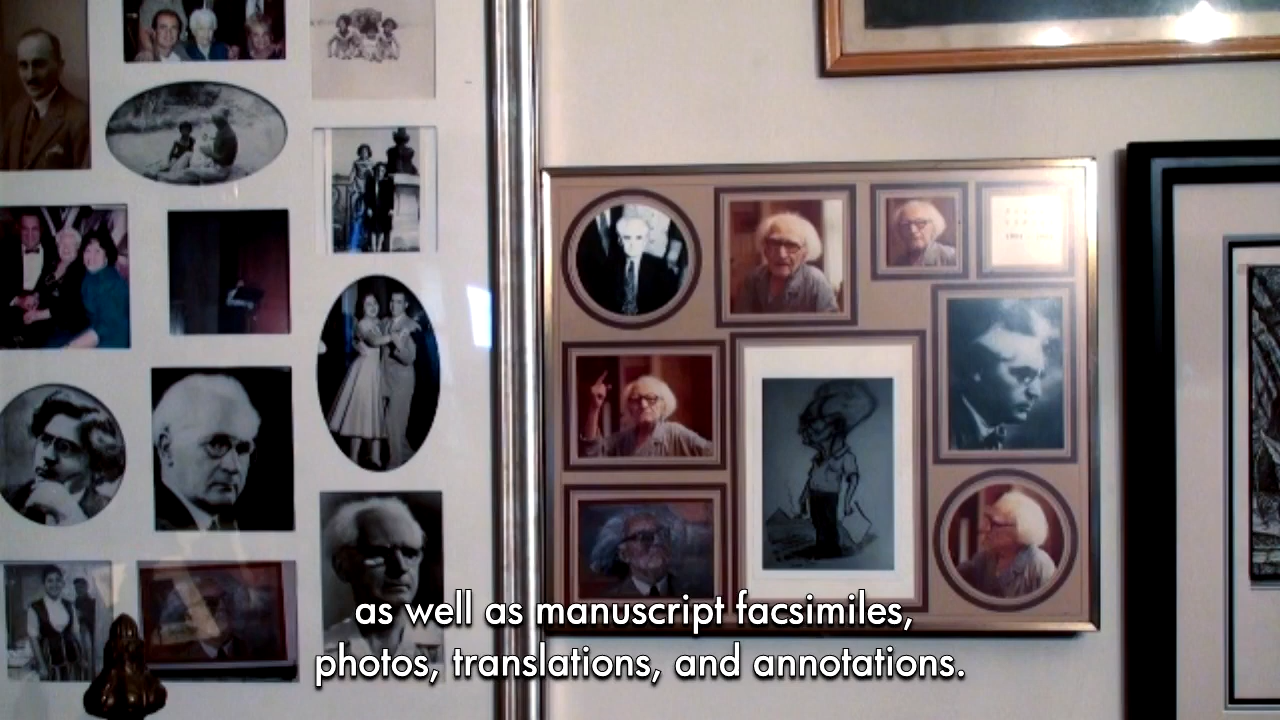 as well as manuscript facsimiles,
photos, translations, and annotations.